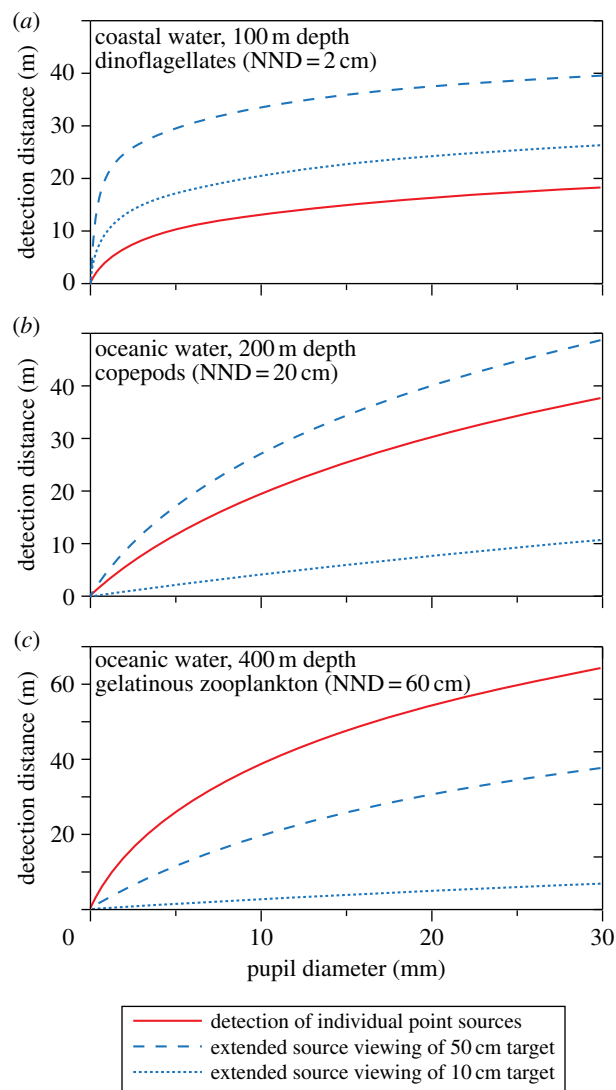 (a)
coastal water, 100 m depth
dinoflagellates (NND = 2 cm)
detection distance (m)
40
30
20
10
0
(b)
oceanic water, 200 m depth
copepods (NND = 20 cm)
detection distance (m)
40
30
20
10
0
(c)
oceanic water, 400 m depth
gelatinous zooplankton (NND = 60 cm)
detection distance (m)
60
40
20
0 10 20 30
pupil diameter (mm)
detection of individual point sources
extended source viewing of 50 cm target
extended source viewing of 10 cm target